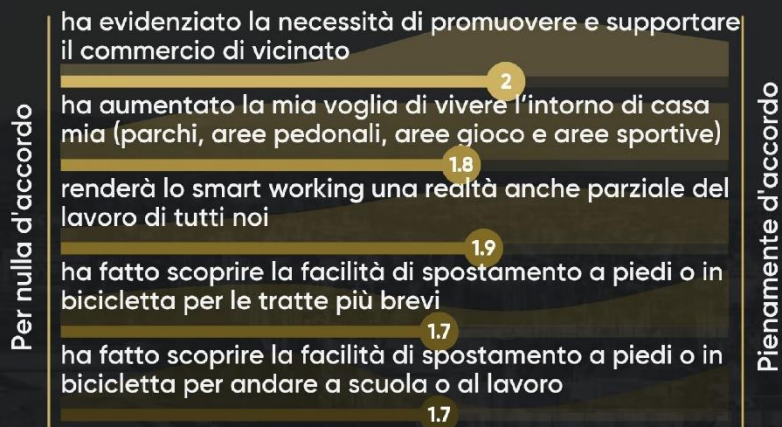 Per nulla d'accordo
ha evidenziato la necessità di promuovere e supportare
il commercio di vicinato
2
ha aumentato la mia voglia di vivere l'intorno di casa
mia (parchi, aree pedonali, aree gioco e aree sportive)
1.8
renderà lo smart working una realtà anche parziale del
lavoro di tutti noi
1.9
ha fatto scoprire la facilità di spostamento a piedi o in
bicicletta per le tratte più brevi
1.7
ha fatto scoprire la facilità di spostamento a piedi o in
bicicletta per andare a scuola o al lavoro
1.7
Pienamente d'accordo